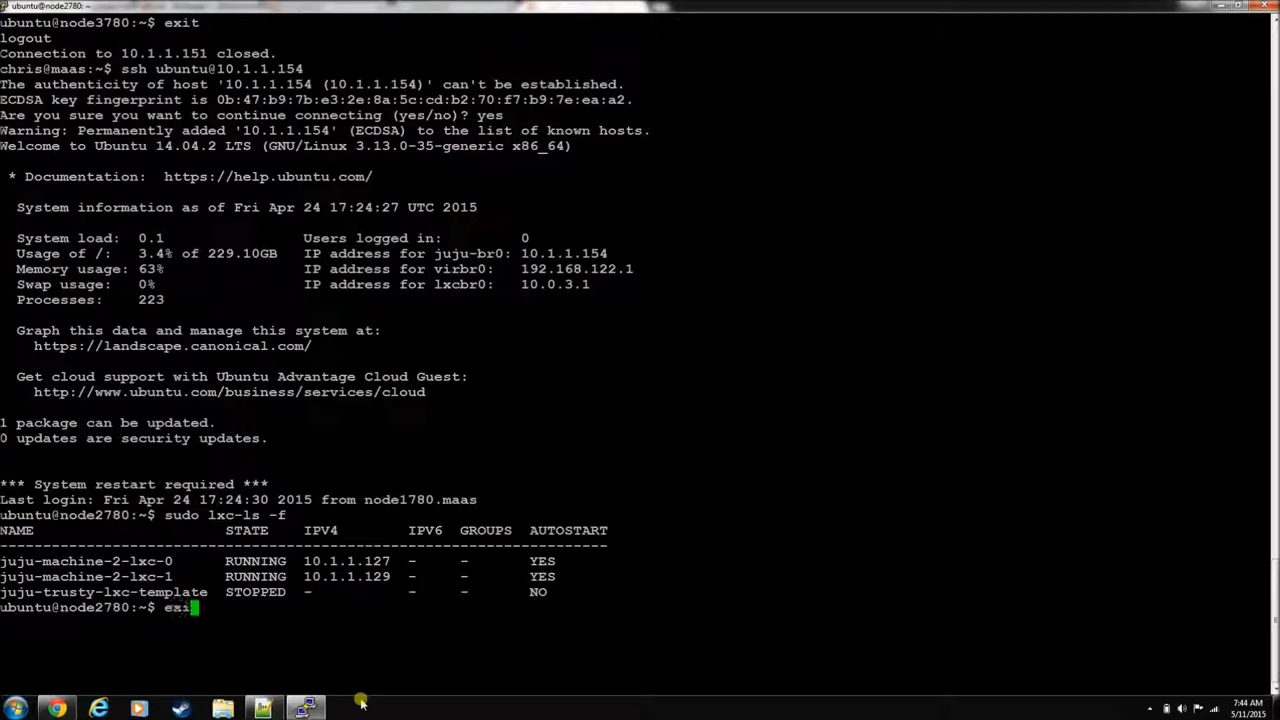 ubuntu@node2780: ~
ubuntu@node3780:~$ exit
logout
Connection to 10.1.1.151 closed.
chris@maas:~$ ssh ubuntu@10.1.1.154
The authenticity of host '10.1.1.154 (10.1.1.154)' can't be established.
ECDSA key fingerprint is 0b:47:b9:7b:e3:2e:8a:5c:cd:b2:70:f7:b9:7e:ea:a2.
Are you sure you want to continue connecting (yes/no)? yes
Warning: Permanently added '10.1.1.154' (ECDSA) to the list of known hosts.
Welcome to Ubuntu 14.04.2 LTS (GNU/Linux 3.13.0-35-generic x86_64)
* Documentation:  https://help.ubuntu.com/
System information as of Fri Apr 24 17:24:27 UTC 2015
System load:  0.1                Users logged in:         0
Usage of /:   3.4% of 229.10GB   IP address for juju-br0: 10.1.1.154
Memory usage: 63%                IP address for virbr0:   192.168.122.1
Swap usage:   0%                 IP address for lxcbr0:   10.0.3.1
Processes:    223
Graph this data and manage this system at:
https://landscape.canonical.com/
Get cloud support with Ubuntu Advantage Cloud Guest:
http://www.ubuntu.com/business/services/cloud
1 package can be updated.
0 updates are security updates.
*** System restart required ***
Last login: Fri Apr 24 17:24:30 2015 from node1780.maas
ubuntu@node2780:~$ sudo lxc-ls -f
NAME                      STATE    IPV4        IPV6  GROUPS  AUTOSTART
----------------------------------------------------------------------
juju-machine-2-lxc-0      RUNNING  10.1.1.127  -     -       YES
juju-machine-2-lxc-1      RUNNING  10.1.1.129  -     -       YES
juju-trusty-lxc-template  STOPPED  -           -     -       NO
ubuntu@node2780:~$ exi
7:44 AM
5/11/2015